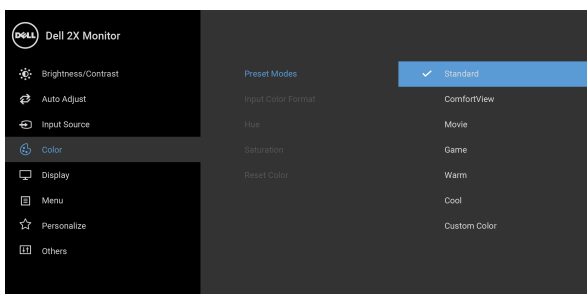 DELL Dell 2X Monitor
Brightness/Contrast
Auto Adjust
Input Source
Color
Display
Menu
Personalize
Others
Preset Modes
Input Color Format
Hue
Saturation
Reset Color
Standard
ComfortView
Movie
Game
Warm
Cool
Custom Color